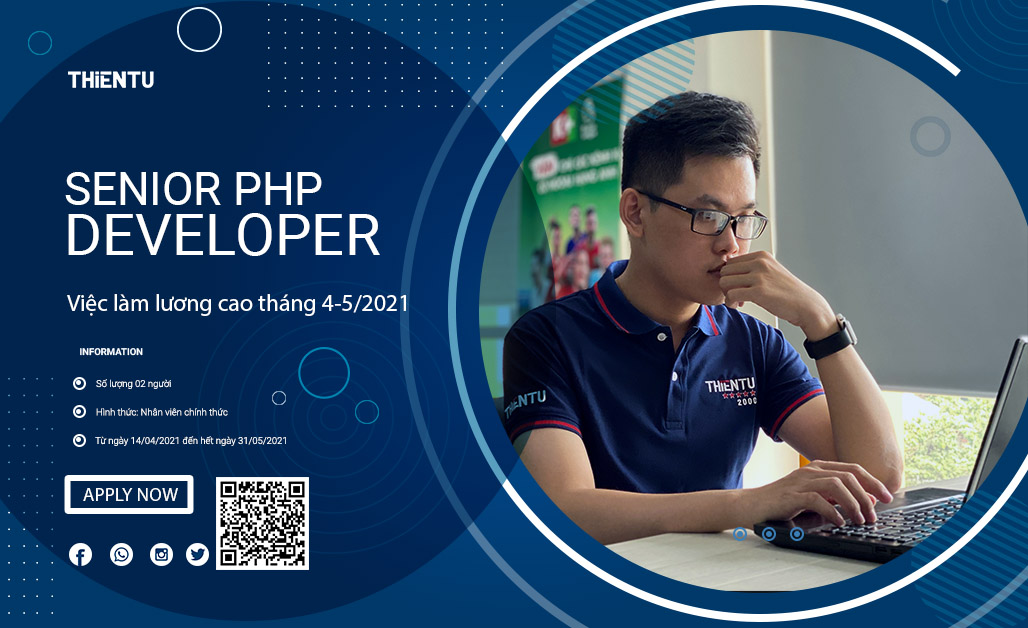 THiENTU
SENIOR PHP
DEVELOPER
Việc làm lương cao tháng 4-5/2021
INFORMATION
Số lượng 02 người
Hình thức: Nhân viên chính thức
Từ ngày 14/04/2021 đến hết ngày 31/05/2021
APPLY NOW
THiENTU
THiENTU
2000